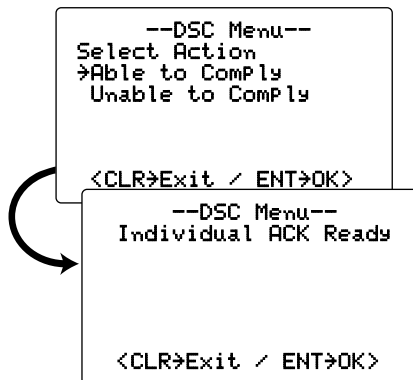 --DSC Menu--
Select Action
→Able to ComPly
Unable to ComPly
<CLR→Exit / ENT→OK>
--DSC Menu--
Individual ACK Ready
<CLR→Exit / ENT→OK>